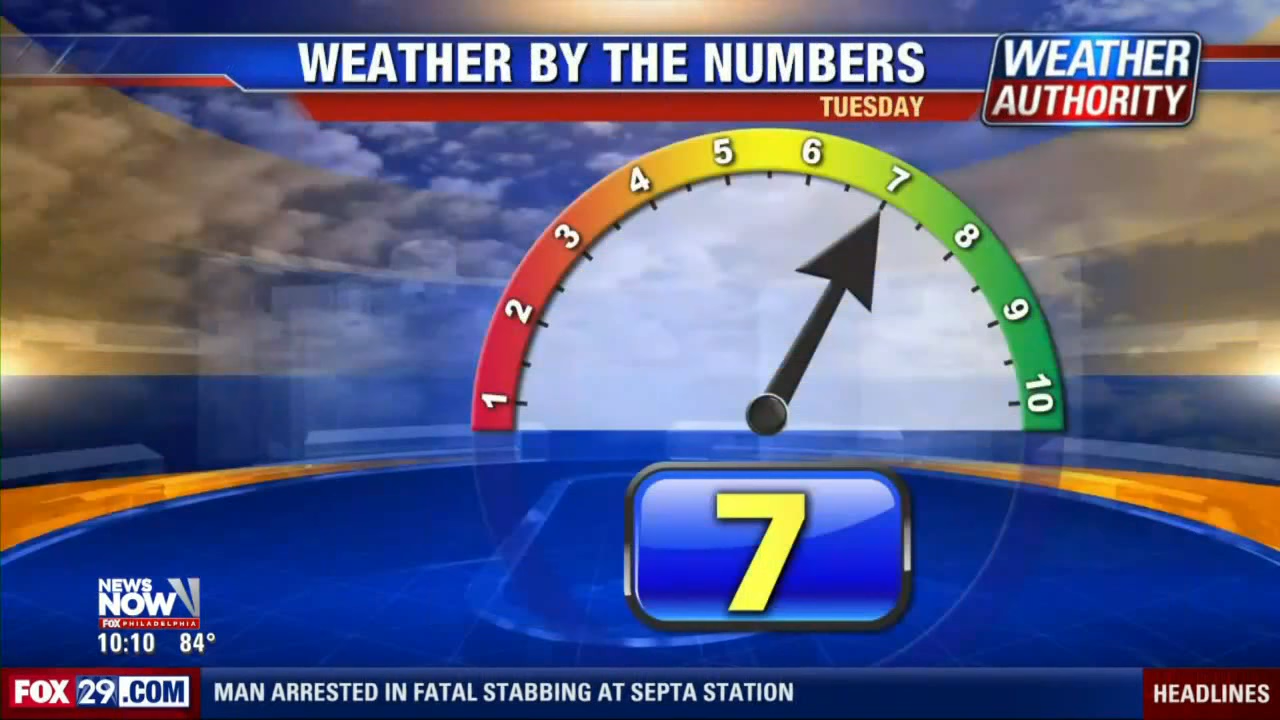 WEATHER BY THE NUMBERS
WEATHER
AUTHORITY
TUESDAY
1
2
3
4
5
6
7
8
9
10
7
NEWS
NOW
FOX PHILADELPHIA
10:10 84°
FOX 29.COM MAN ARRESTED IN FATAL STABBING AT SEPTA STATION HEADLINES